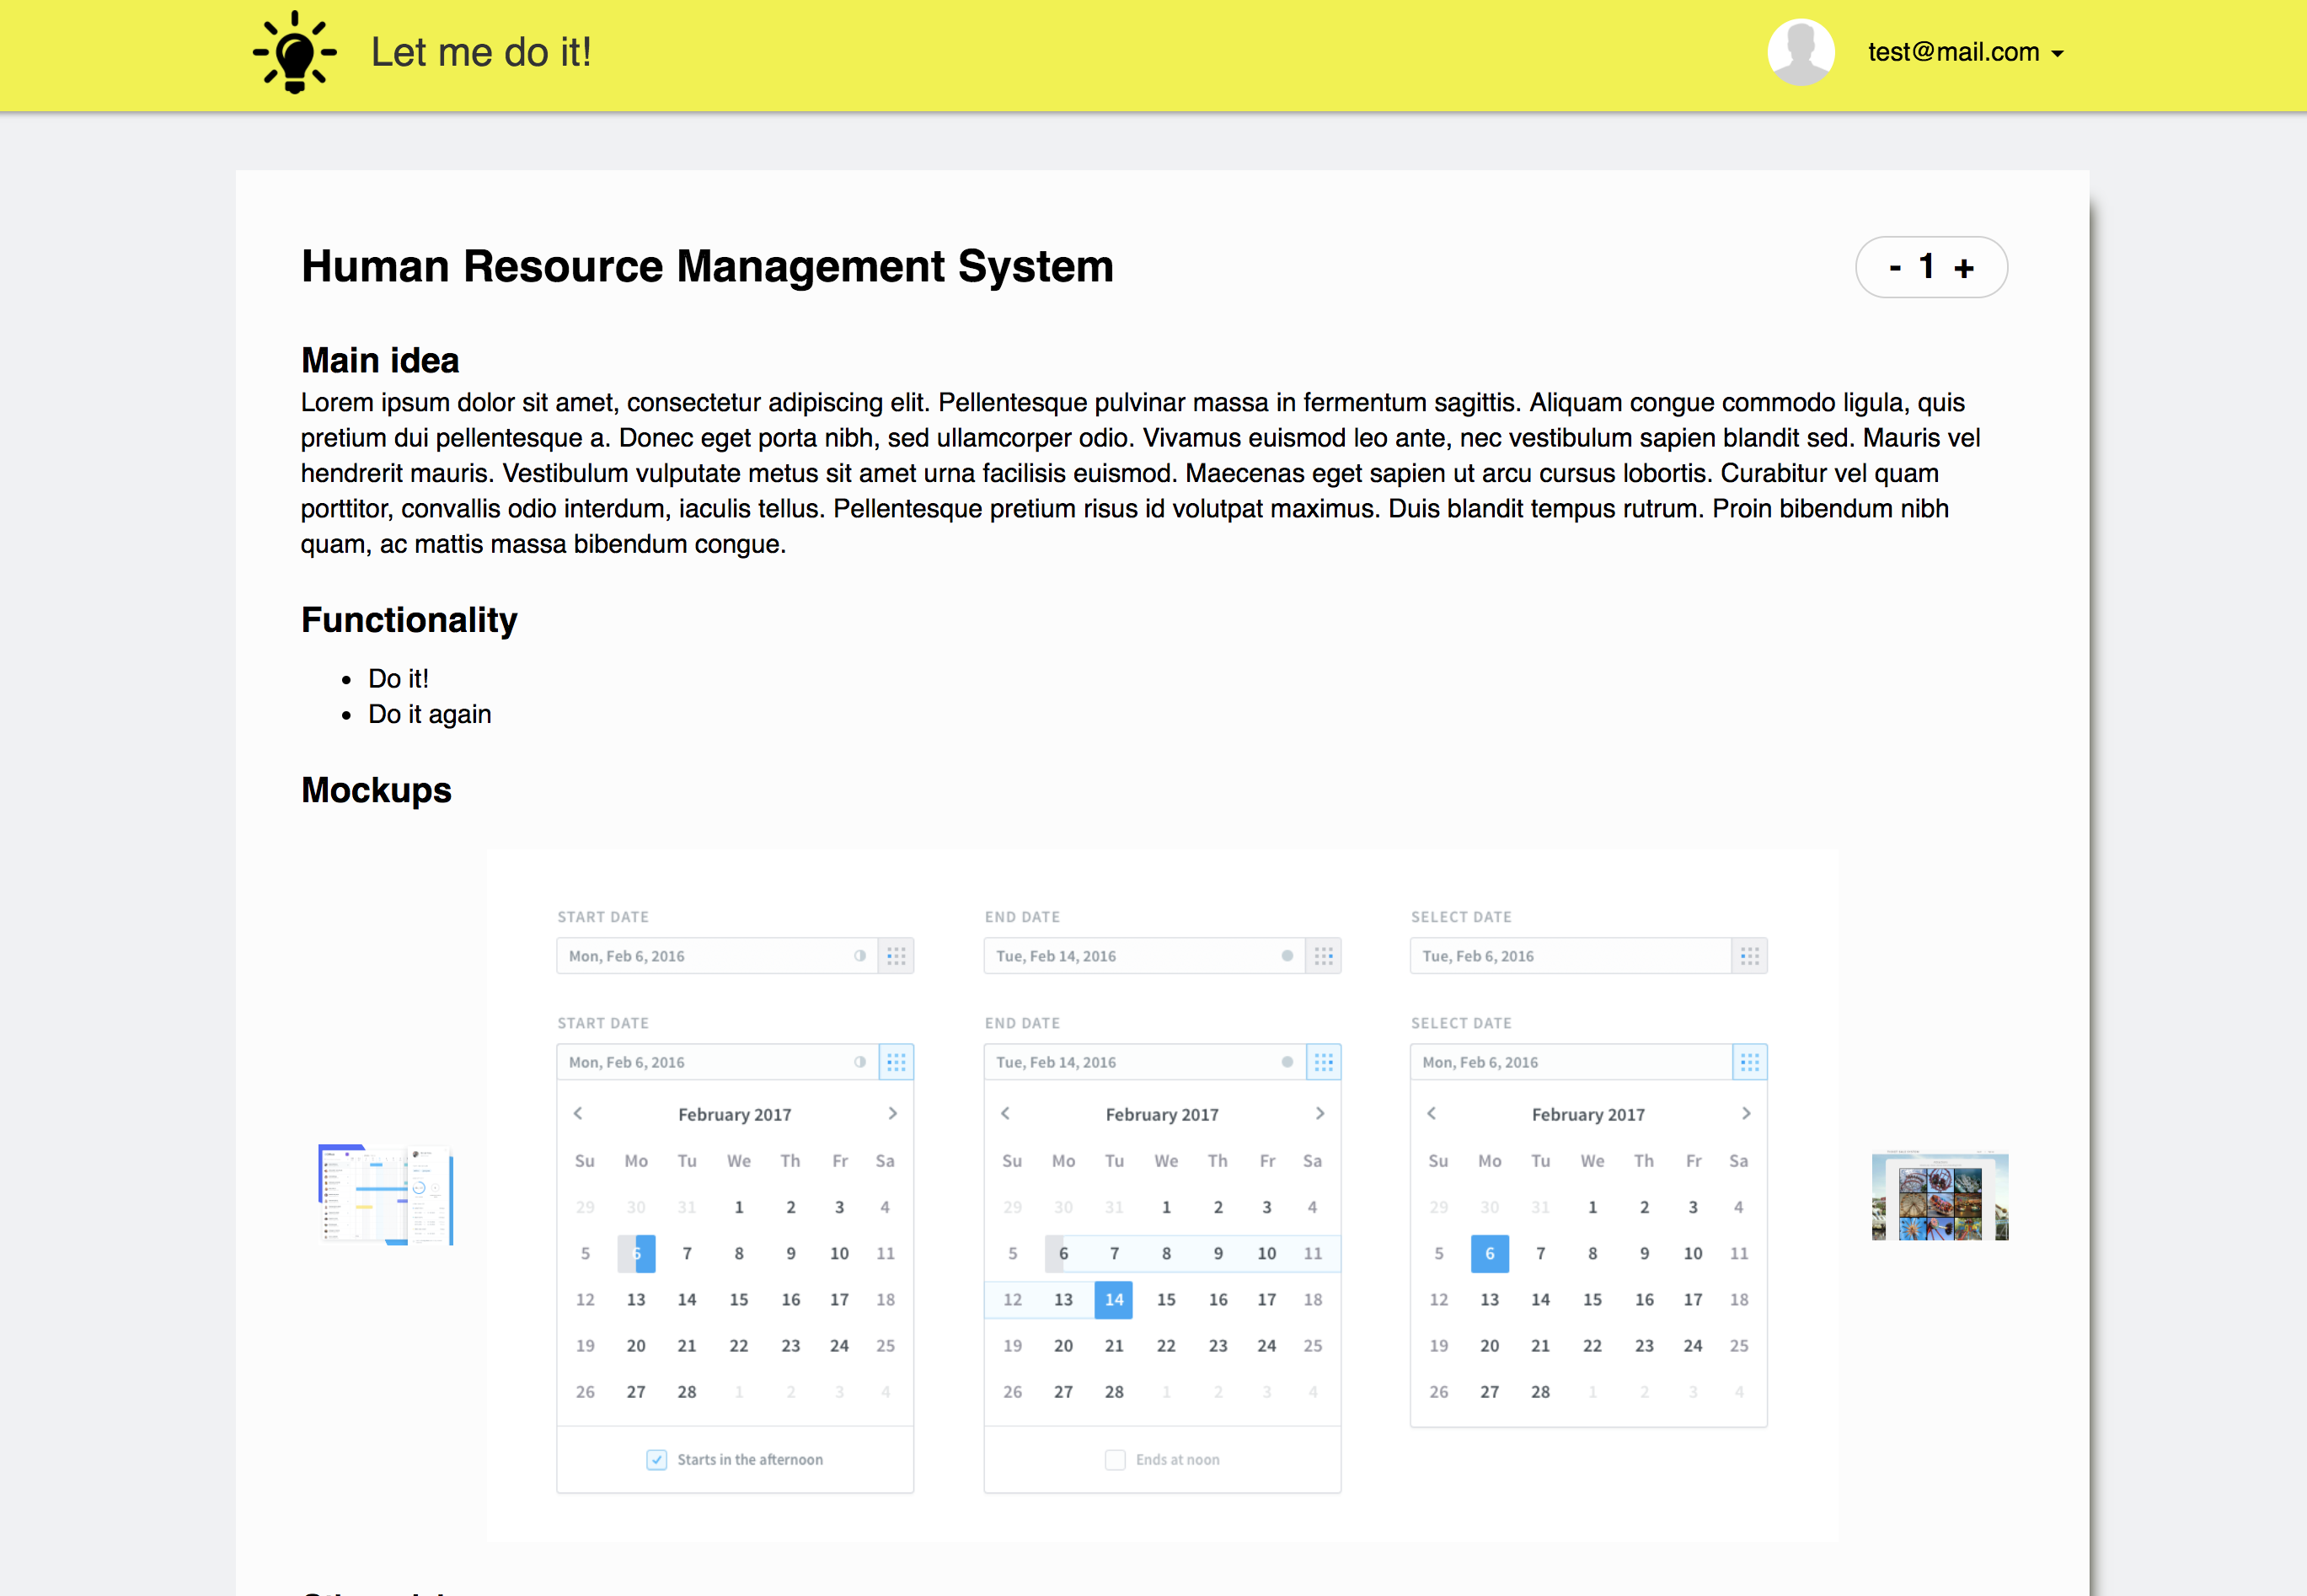 Let me do it!
test@mail.com
Human Resource Management System
- 1 +
Main idea
Lorem ipsum dolor sit amet, consectetur adipiscing elit. Pellentesque pulvinar massa in fermentum sagittis. Aliquam congue commodo ligula, quis
pretium dui pellentesque a. Donec eget porta nibh, sed ullamcorper odio. Vivamus euismod leo ante, nec vestibulum sapien blandit sed. Mauris vel
hendrerit mauris. Vestibulum vulputate metus sit amet urna facilisis euismod. Maecenas eget sapien ut arcu cursus lobortis. Curabitur vel quam
porttitor, convallis odio interdum, iaculis tellus. Pellentesque pretium risus id volutpat maximus. Duis blandit tempus rutrum. Proin bibendum nibh
quam, ac mattis massa bibendum congue.
Functionality
• Do it!
• Do it again
Mockups
START DATE
Mon, Feb 6, 2016
END DATE
Tue, Feb 14, 2016
SELECT DATE
Tue, Feb 6, 2016
START DATE
Mon, Feb 6, 2016
February 2017
Su Mo Tu We Th Fr Sa
29 30 31 1 2 3 4
5 6 7 8 9 10 11
12 13 14 15 16 17 18
19 20 21 22 23 24 25
26 27 28 1 2 3 4
Starts in the afternoon
END DATE
Tue, Feb 14, 2016
February 2017
Su Mo Tu We Th Fr Sa
29 30 31 1 2 3 4
5 6 7 8 9 10 11
12 13 14 15 16 17 18
19 20 21 22 23 24 25
26 27 28 1 2 3 4
Ends at noon
SELECT DATE
Mon, Feb 6, 2016
February 2017
Su Mo Tu We Th Fr Sa
29 30 31 1 2 3 4
5 6 7 8 9 10 11
12 13 14 15 16 17 18
19 20 21 22 23 24 25
26 27 28 1 2 3 4